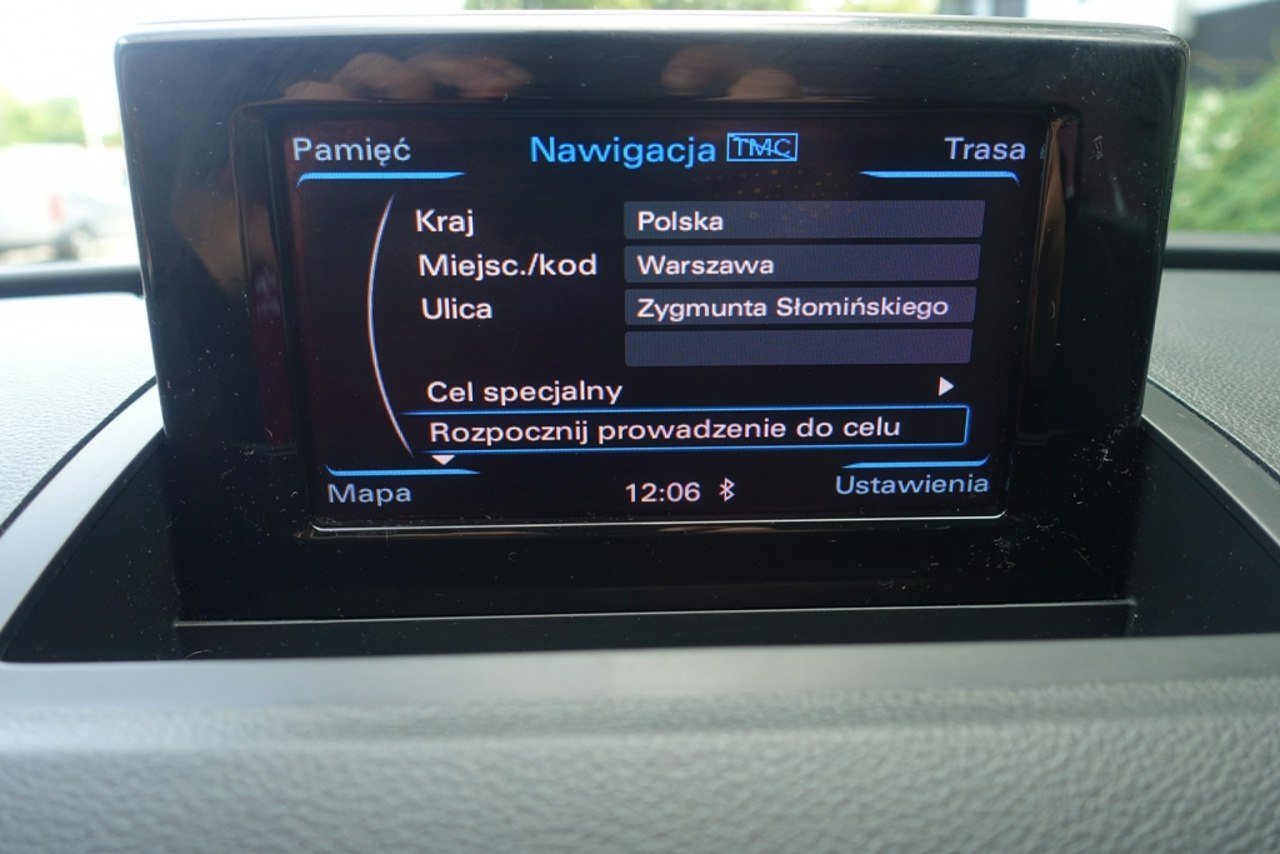 Pamięć Nawigacja TMC Trasa
Kraj Polska
Miejsc./kod Warszawa
Ulica Zygmunta Słomińskiego
Cel specjalny
Rozpocznij prowadzenie do celu
Mapa 12:06 Ustawienia